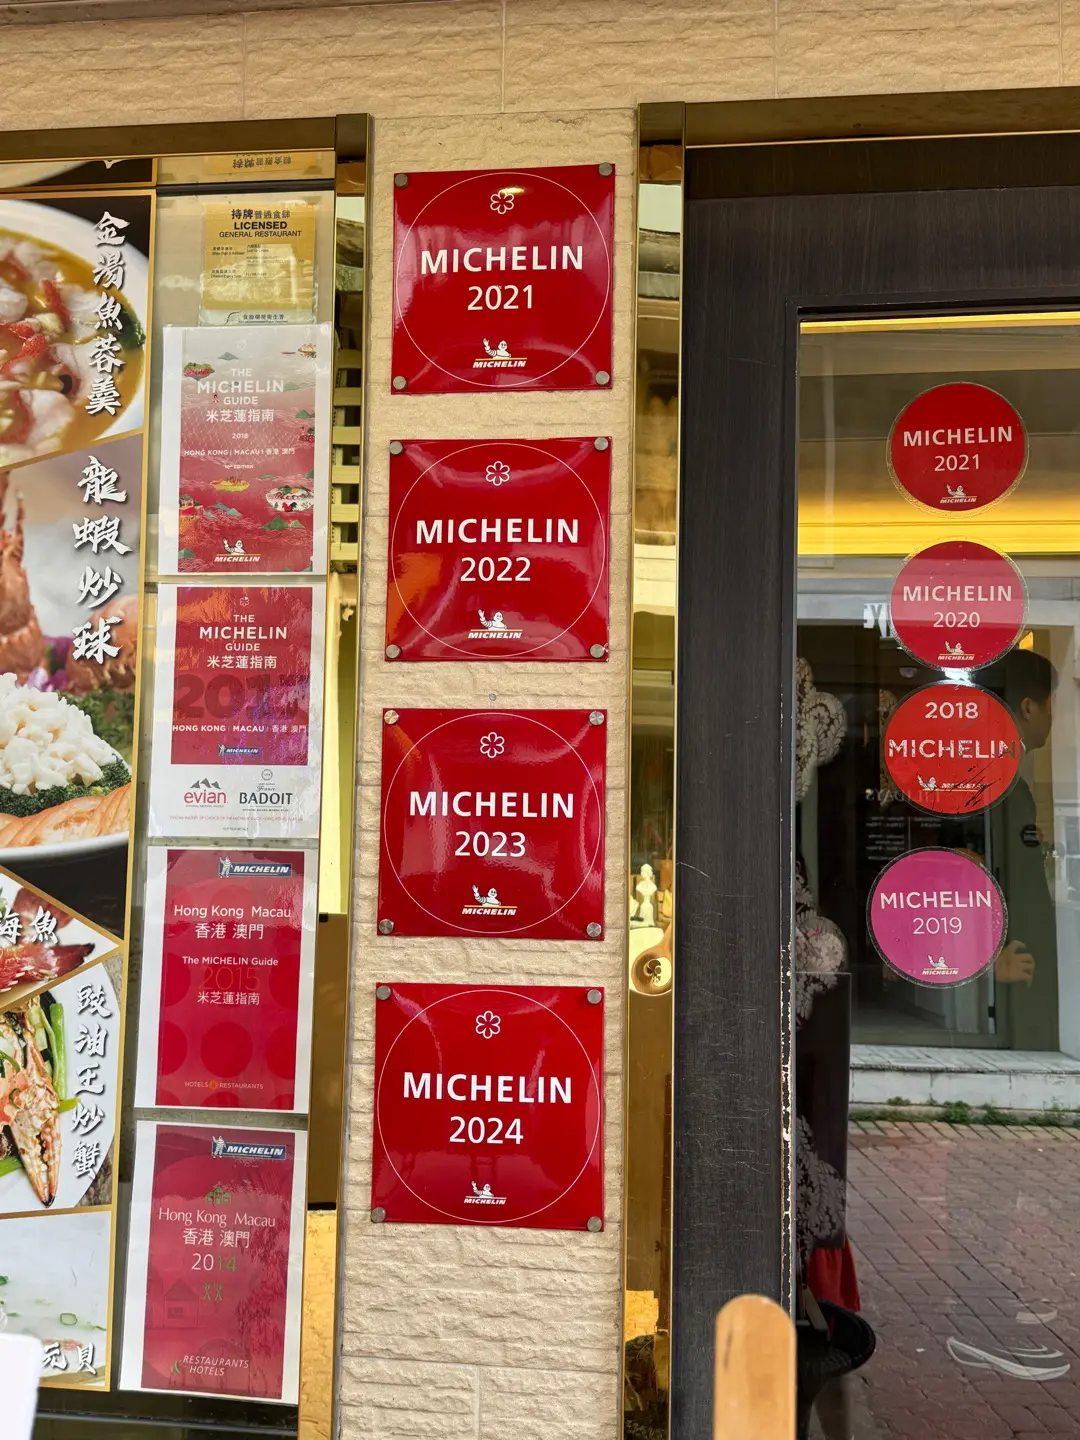 金湯魚蓉羹
龍蝦炒球
海魚
豉油王炒蟹
元貝
持牌普通食肆
LICENSED
GENERAL RESTAURANT
THE
MICHELIN
GUIDE
米芝蓮指南
HONG KONG | MACAU | 香港 澳門
MICHELIN
THE
MICHELIN
GUIDE
米芝蓮指南
HONG KONG | MACAU | 香港 澳門
MICHELIN
evian
BADOIT
MICHELIN
Hong Kong Macau
香港 澳門
The MICHELIN Guide
2015
米芝蓮指南
HOTELS & RESTAURANTS
MICHELIN
Hong Kong Macau
香港 澳門
2014
& RESTAURANTS
HOTELS
MICHELIN
2021
MICHELIN
MICHELIN
2022
MICHELIN
MICHELIN
2023
MICHELIN
MICHELIN
2024
MICHELIN
MICHELIN
2021
MICHELIN
MICHELIN
2020
MICHELIN
2018
MICHELIN
MICHELIN
2019
MICHELIN